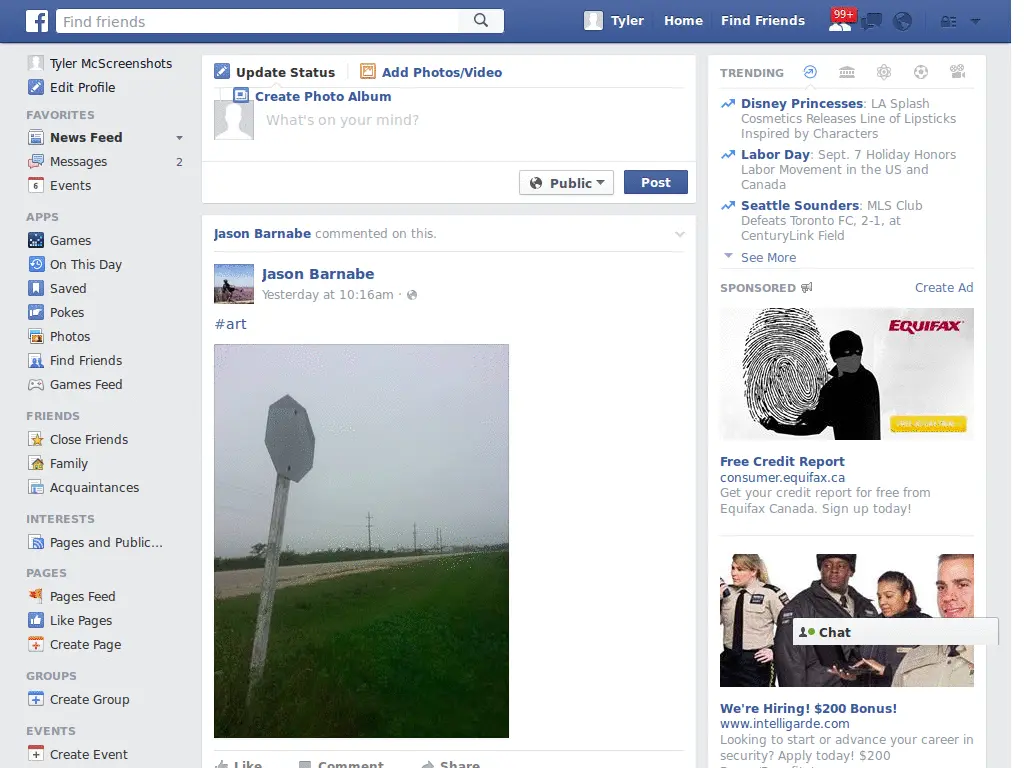 f
Find friends
Tyler
Home
Find Friends
99+
Tyler McScreenshots
Edit Profile
FAVORITES
News Feed
Messages 2
6
Events
APPS
Games
On This Day
Saved
Pokes
Photos
Find Friends
Games Feed
FRIENDS
Close Friends
Family
Acquaintances
INTERESTS
Pages and Public...
PAGES
Pages Feed
Like Pages
Create Page
GROUPS
Create Group
EVENTS
Create Event
Update Status
Add Photos/Video
Create Photo Album
What's on your mind?
Public
Post
Jason Barnabe commented on this.
Jason Barnabe
Yesterday at 10:16am ·
#art
Like
Comment
Share
TRENDING
Disney Princesses: LA Splash
Cosmetics Releases Line of Lipsticks
Inspired by Characters
Labor Day: Sept. 7 Holiday Honors
Labor Movement in the US and
Canada
Seattle Sounders: MLS Club
Defeats Toronto FC, 2-1, at
CenturyLink Field
See More
SPONSORED
Create Ad
EQUIFAX
Free Credit Report
consumer.equifax.ca
Get your credit report for free from
Equifax Canada. Sign up today!
Chat
We're Hiring! $200 Bonus!
www.intelligarde.com
Looking to start or advance your career in
security? Apply today! $200